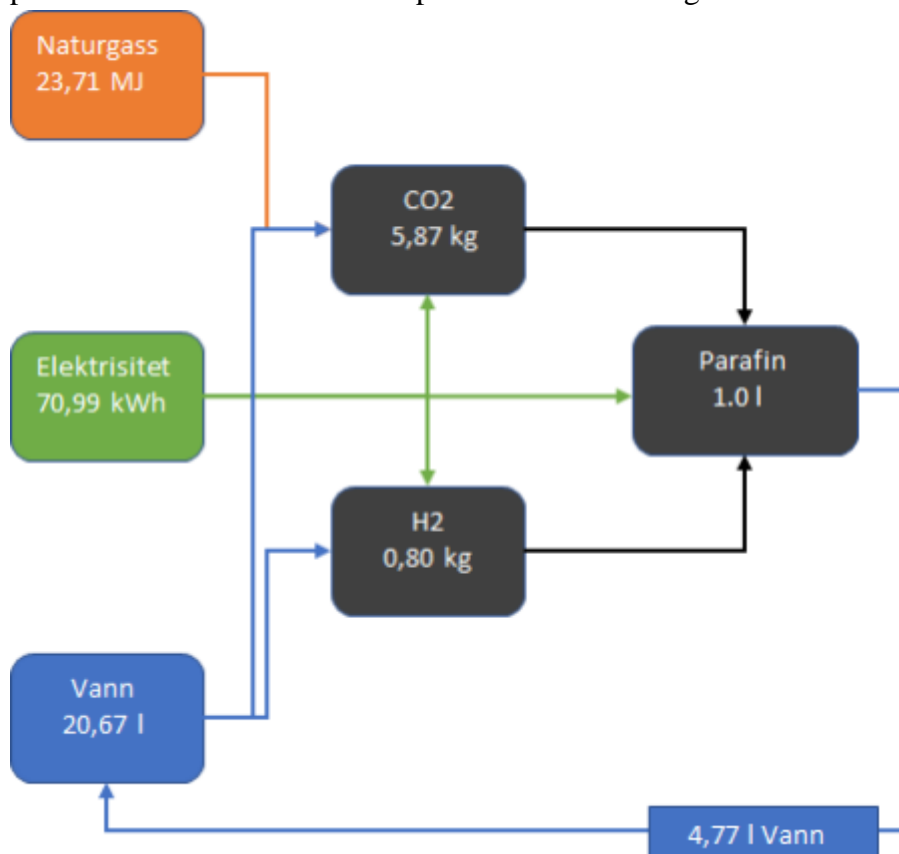 Naturgass
23,71 MJ
CO2
5,87 kg
Elektrisitet
70,99 kWh
Parafin
1.0 l
H2
0,80 kg
Vann
20,67 l
4,77 l Vann